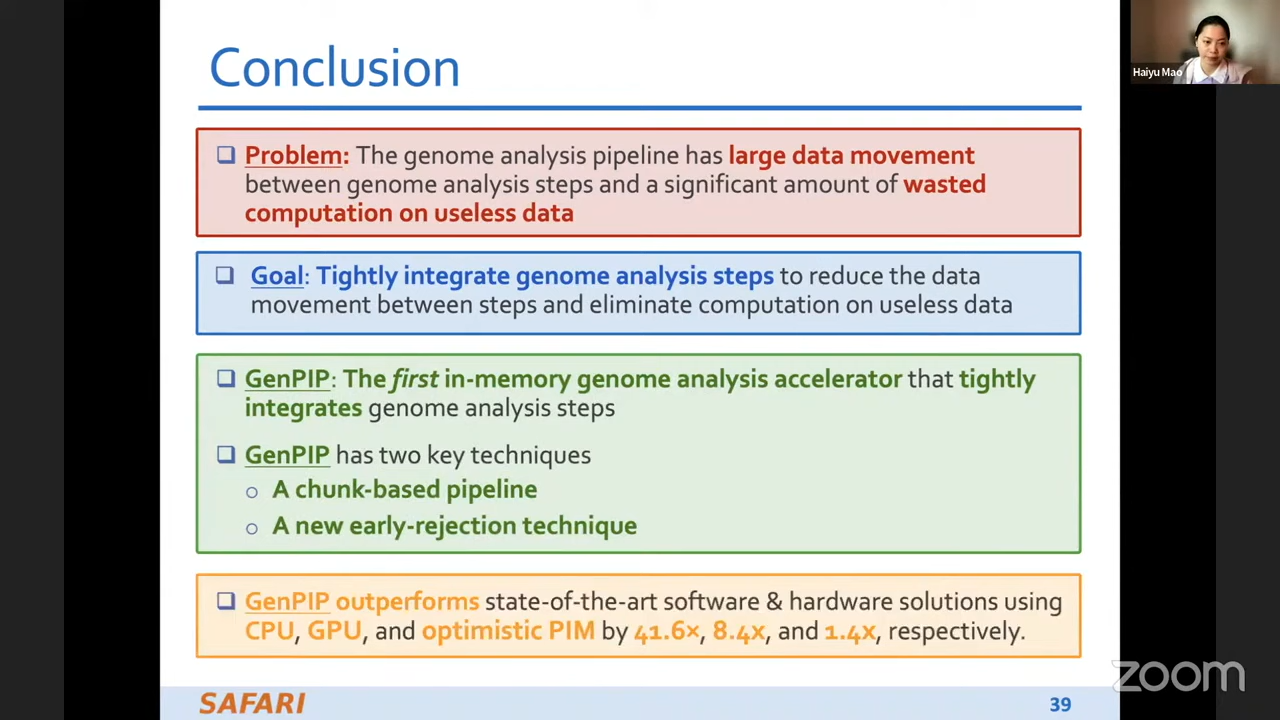 Conclusion
Haiyu Mao
❑ Problem: The genome analysis pipeline has large data movement
between genome analysis steps and a significant amount of wasted
computation on useless data
❑ Goal: Tightly integrate genome analysis steps to reduce the data
movement between steps and eliminate computation on useless data
❑ GenPIP: The first in-memory genome analysis accelerator that tightly
integrates genome analysis steps
❑ GenPIP has two key techniques
○ A chunk-based pipeline
○ A new early-rejection technique
❑ GenPIP outperforms state-of-the-art software & hardware solutions using
CPU, GPU, and optimistic PIM by 41.6×, 8.4x, and 1.4x, respectively.
SAFARI
39
zoom